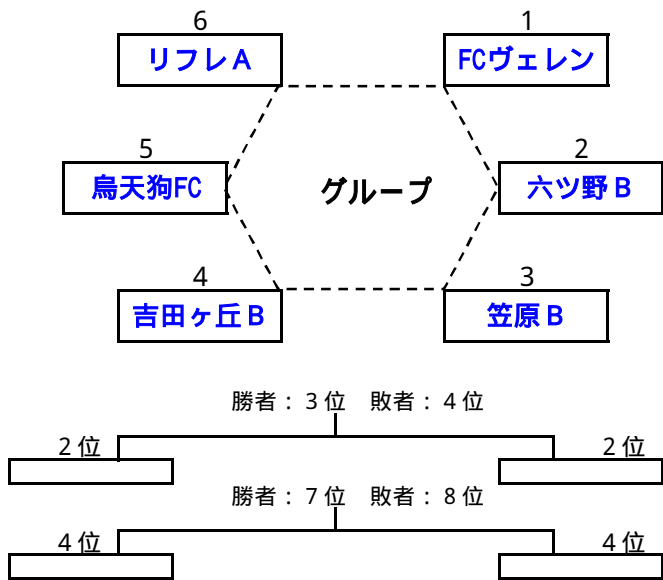 6 1
リフレA FCヴェレン
5 2
烏天狗FC 六ツ野B
グループ
4 3
吉田ヶ丘B 笠原B
勝者：3位 敗者：4位
2位 2位
勝者：7位 敗者：8位
4位 4位